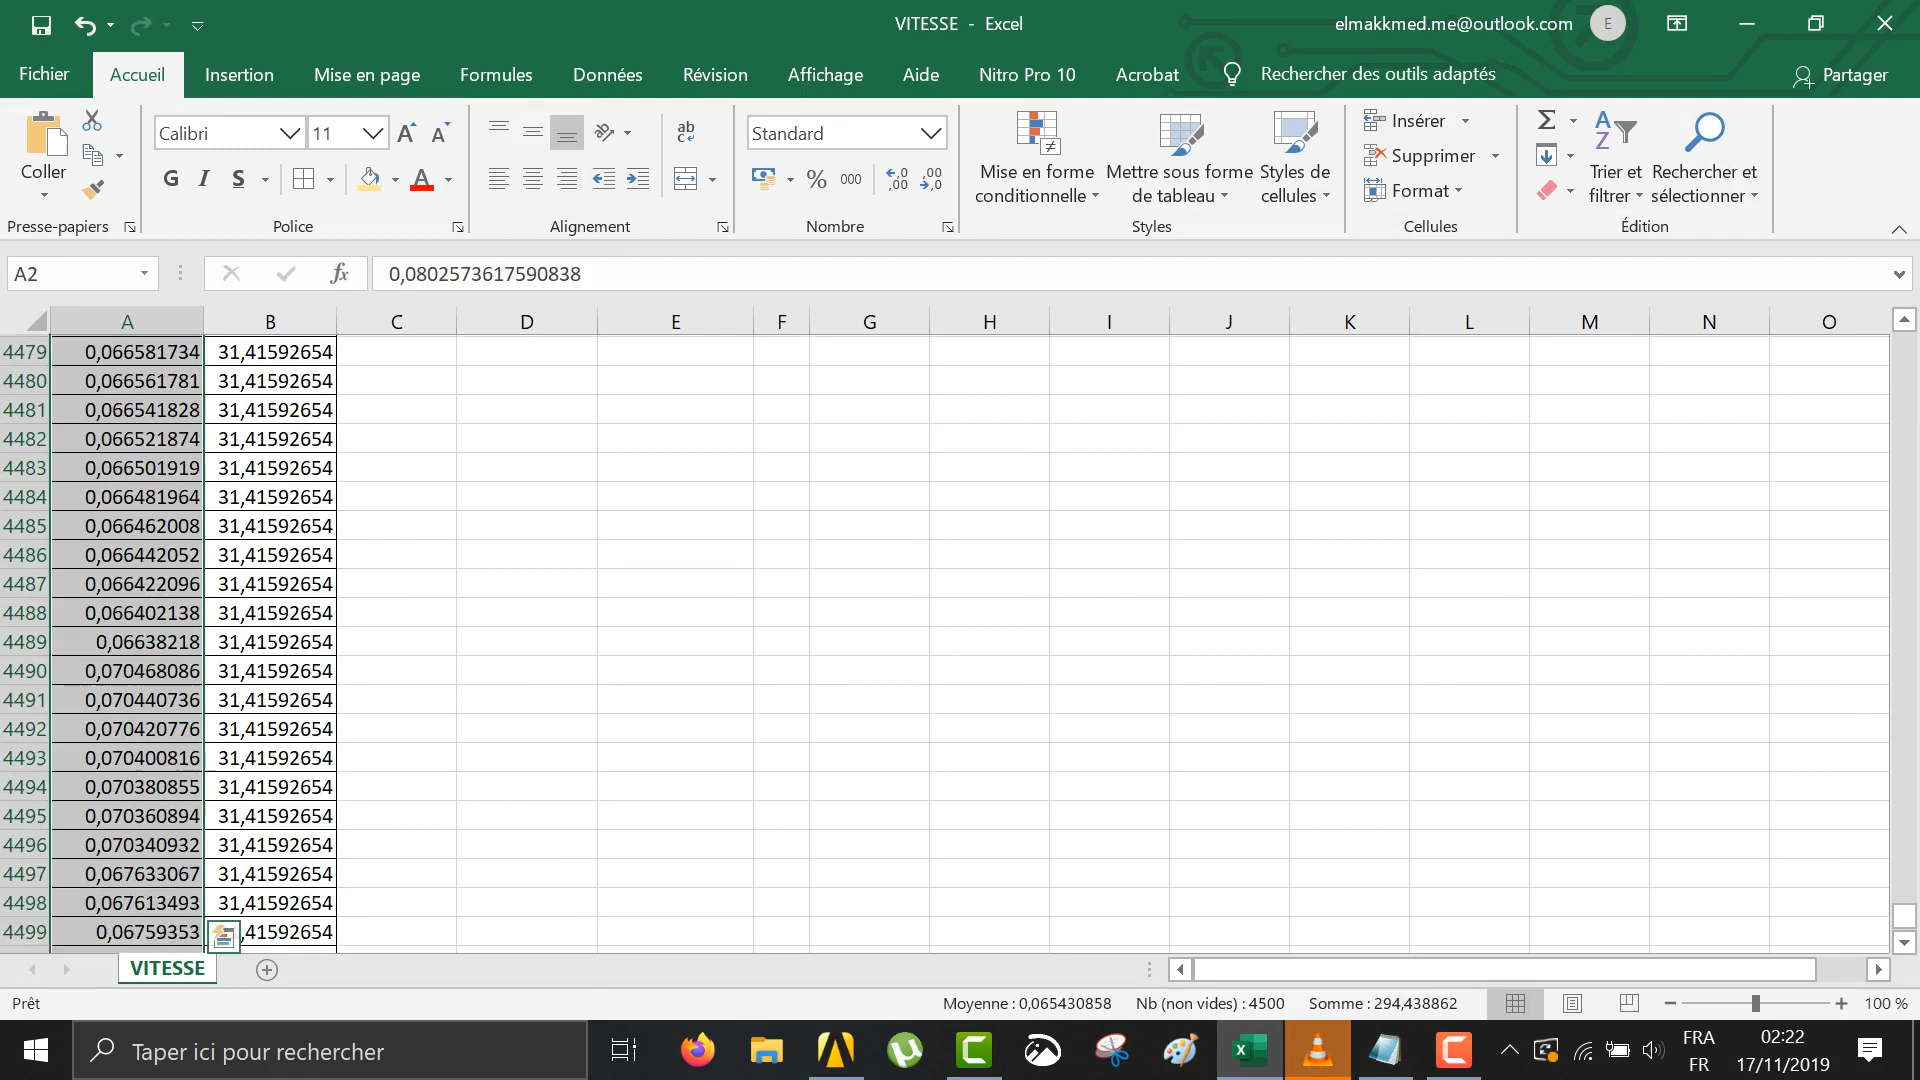 VITESSE - Excel
elmakkmed.me@outlook.com
E
Fichier Accueil Insertion Mise en page Formules Données Révision Affichage Aide Nitro Pro 10 Acrobat Rechercher des outils adaptés Partager
Coller
Presse-papiers
Calibri 11
G I S
Police
ab
Alignement
Standard
% 000
Nombre
Mise en forme conditionnelle
Mettre sous forme de tableau
Styles de cellules
Styles
Insérer
Supprimer
Format
Cellules
Trier et filtrer
Rechercher et sélectionner
Édition
A2 fx 0,0802573617590838
A B C D E F G H I J K L M N O
4479 0,066581734 31,41592654
4480 0,066561781 31,41592654
4481 0,066541828 31,41592654
4482 0,066521874 31,41592654
4483 0,066501919 31,41592654
4484 0,066481964 31,41592654
4485 0,066462008 31,41592654
4486 0,066442052 31,41592654
4487 0,066422096 31,41592654
4488 0,066402138 31,41592654
4489 0,06638218 31,41592654
4490 0,070468086 31,41592654
4491 0,070440736 31,41592654
4492 0,070420776 31,41592654
4493 0,070400816 31,41592654
4494 0,070380855 31,41592654
4495 0,070360894 31,41592654
4496 0,070340932 31,41592654
4497 0,067633067 31,41592654
4498 0,067613493 31,41592654
4499 0,06759353 ,41592654
VITESSE
Prêt Moyenne : 0,065430858 Nb (non vides) : 4500 Somme : 294,438862 100 %
Taper ici pour rechercher
FRA
FR
02:22
17/11/2019